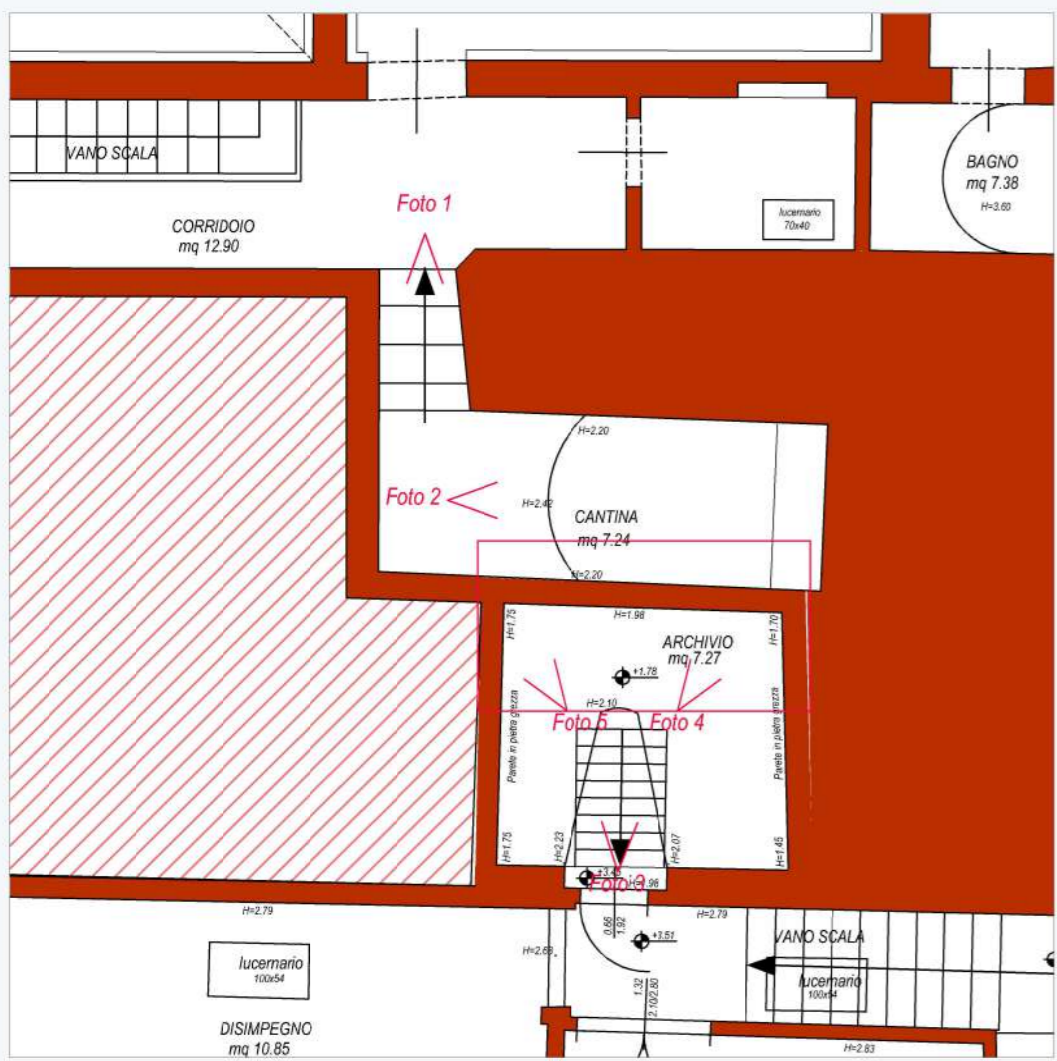 VANO SCALA
BAGNO
mq 7.38
H=3.60
Foto 1
lucernario
70x40
CORRIDOIO
mq 12.90
H=2.20
Foto 2
H=2.42
CANTINA
mq 7.24
H=2.20
H=1.75
H=1.98
H=1.70
ARCHIVIO
mq 7.27
+1.78
Parete in pietra grezza
H=2.10
Foto 5
Foto 4
Parete in pietra grezza
H=1.75
H=2.23
H=2.07
H=1.45
+3.45
Foto 3
H=1.98
H=2.79
0.66
1.92
H=2.79
+3.51
VANO SCALA
H=2.68
lucernario
100x54
lucernario
100x54
1.32
2.10/2.80
DISIMPEGNO
mq 10.85
H=2.83